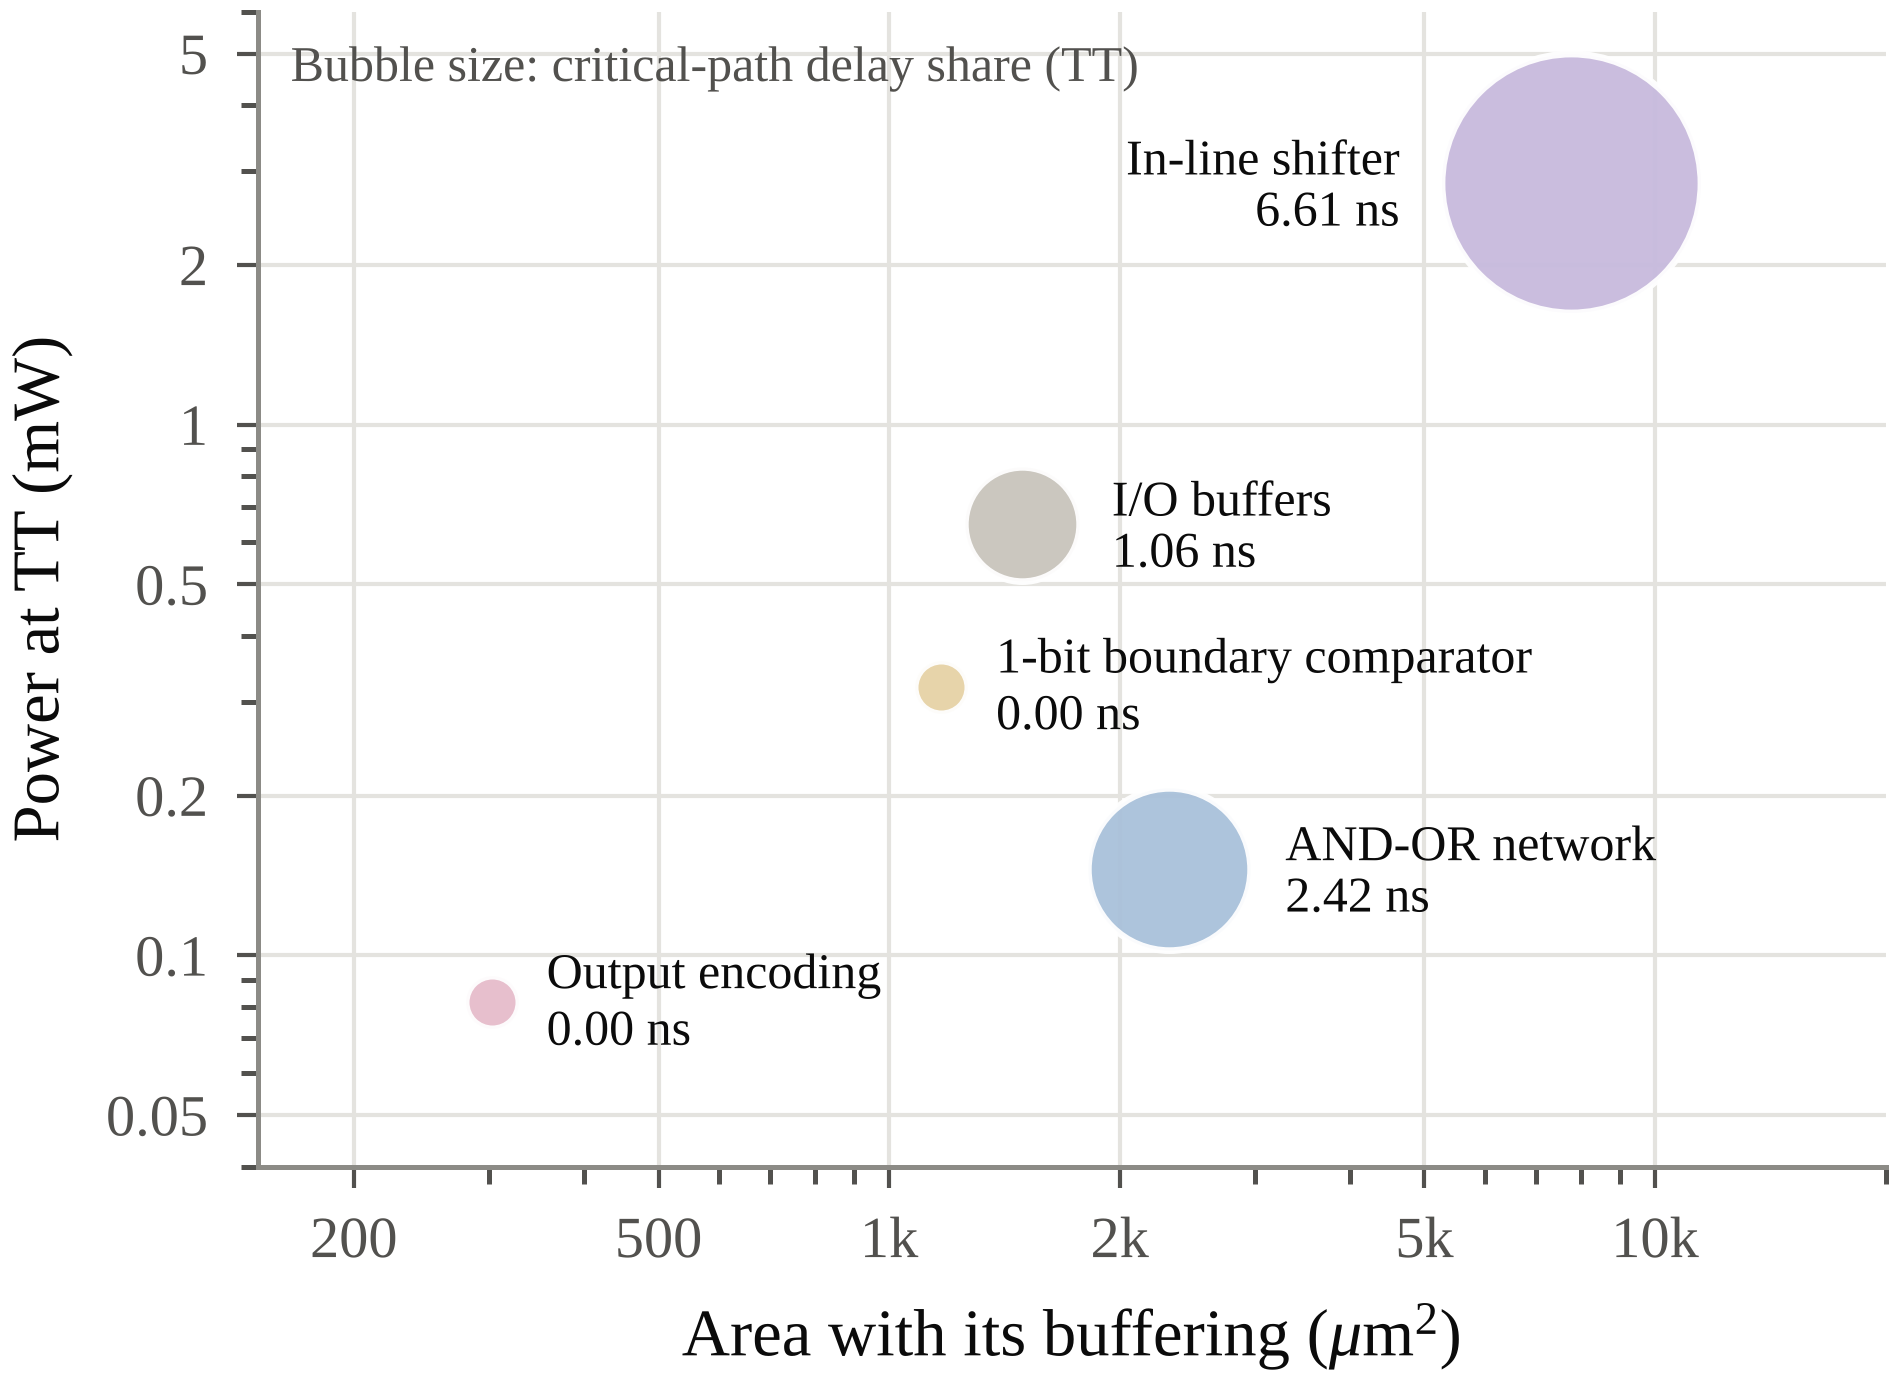 Bubble size: critical-path delay share (TT)
In-line shifter
6.61 ns
I/O buffers
1.06 ns
1-bit boundary comparator
0.00 ns
AND-OR network
2.42 ns
Output encoding
0.00 ns
Power at TT (mW)
5
2
1
0.5
0.2
0.1
0.05
200 500 1k 2k 5k 10k
Area with its buffering (μm²)